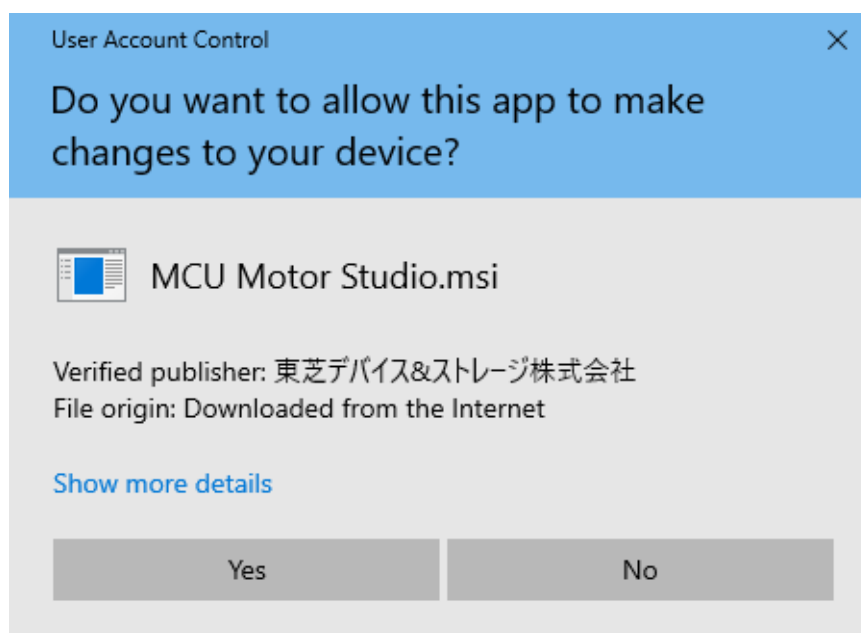 User Account Control
Do you want to allow this app to make
changes to your device?
MCU Motor Studio.msi
Verified publisher: 東芝デバイス&ストレージ株式会社
File origin: Downloaded from the Internet
Show more details
Yes
No